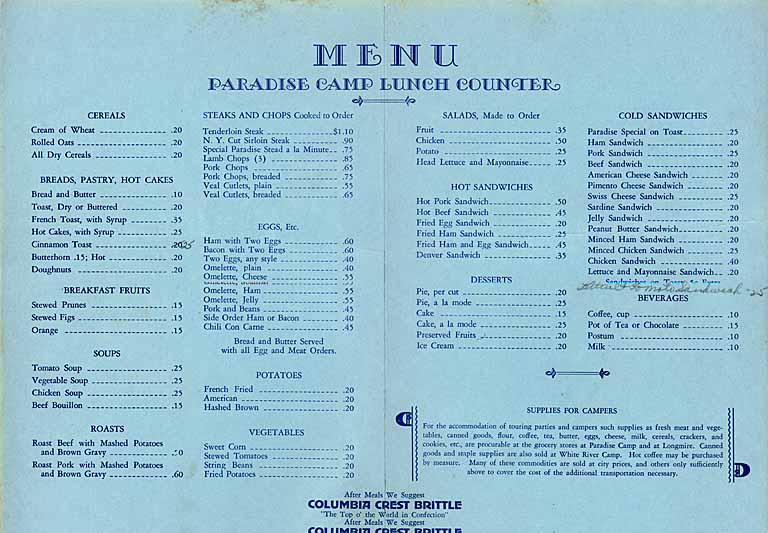 MENU
PARADISE CAMP LUNCH COUNTER
CEREALS
Cream of Wheat .20
Rolled Oats .20
All Dry Cereals .20
BREADS, PASTRY, HOT CAKES
Bread and Butter .10
Toast, Dry or Buttered .20
French Toast, with Syrup .35
Hot Cakes, with Syrup .25
Cinnamon Toast .20 25
Butterhorn .15; Hot .20
Doughnuts .20
BREAKFAST FRUITS
Stewed Prunes .15
Stewed Figs .15
Orange .15
SOUPS
Tomato Soup .25
Vegetable Soup .25
Chicken Soup .25
Beef Bouillon .15
ROASTS
Roast Beef with Mashed Potatoes
and Brown Gravy
Roast Pork with Mashed Potatoes
and Brown Gravy .60
STEAKS AND CHOPS Cooked to Order
Tenderloin Steak $1.10
N. Y. Cut Sirloin Steak .90
Special Paradise Stead a la Minute .75
Lamb Chops (3) .85
Pork Chops .65
Pork Chops, breaded .75
Veal Cutlets, plain .55
Veal Cutlets, breaded .65
EGGS, Etc.
Ham with Two Eggs .60
Bacon with Two Eggs .60
Two Eggs, any style .40
Omelette, plain .40
Omelette, Cheese .55
Omelette, Ham .55
Omelette, Jelly .55
Pork and Beans .45
Side Order Ham or Bacon .40
Chili Con Carne .45
Bread and Butter Served
with all Egg and Meat Orders.
POTATOES
French Fried .20
American .20
Hashed Brown .20
VEGETABLES
Sweet Corn .20
Stewed Tomatoes .20
String Beans .20
Fried Potatoes .20
SALADS, Made to Order
Fruit .35
Chicken .50
Potato .25
Head Lettuce and Mayonnaise .25
HOT SANDWICHES
Hot Pork Sandwich .50
Hot Beef Sandwich .45
Fried Egg Sandwich .20
Fried Ham Sandwich .25
Fried Ham and Egg Sandwich .45
Denver Sandwich .35
DESSERTS
Pie, per cut .20
Pie, a la mode .25
Cake .15
Cake, a la mode .25
Preserved Fruits .20
Ice Cream .20
COLD SANDWICHES
Paradise Special on Toast .25
Ham Sandwich .20
Pork Sandwich .25
Beef Sandwich .20
American Cheese Sandwich .20
Pimento Cheese Sandwich .20
Swiss Cheese Sandwich .25
Sardine Sandwich .20
Jelly Sandwich .20
Peanut Butter Sandwich .20
Minced Ham Sandwich .20
Minced Chicken Sandwich .25
Chicken Sandwich .40
Lettuce and Mayonnaise Sandwich .20
Lettuce & Tomato Sandwich - 25
BEVERAGES
Coffee, cup .10
Pot of Tea or Chocolate .15
Postum .10
Milk .10
SUPPLIES FOR CAMPERS
For the accommodation of touring parties and campers such supplies as fresh meat and vege-
tables, canned goods, flour, coffee, tea, butter, eggs, cheese, milk, cereals, crackers, and
cookies, etc., are procurable at the grocery stores at Paradise Camp and at Longmire. Canned
goods and staple supplies are also sold at White River Camp. Hot coffee may be purchased
by measure. Many of these commodities are sold at city prices, and others only sufficiently
above to cover the cost of the additional transportation necessary.
After Meals We Suggest
COLUMBIA CREST BRITTLE
"The Top o' the World in Confection"
After Meals We Suggest
COLUMBIA CREST BRITTLE